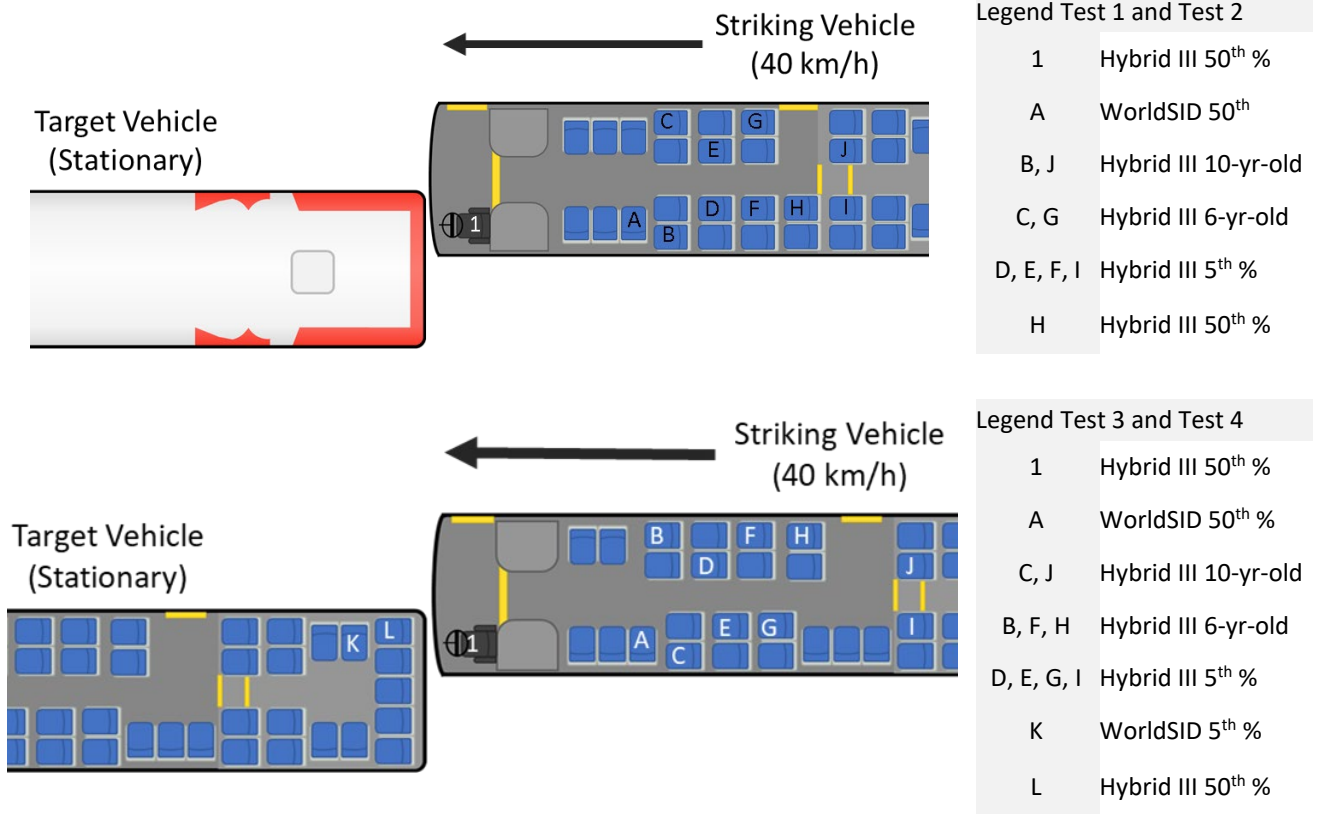 Striking Vehicle
(40 km/h)
Target Vehicle
(Stationary)
C
G
E
J
1
A
D
F
H
I
B
Legend Test 1 and Test 2
1 Hybrid III 50th %
A WorldSID 50th
B, J Hybrid III 10-yr-old
C, G Hybrid III 6-yr-old
D, E, F, I Hybrid III 5th %
H Hybrid III 50th %
Striking Vehicle
(40 km/h)
Target Vehicle
(Stationary)
K
L
B
F
H
D
J
1
A
E
G
I
C
Legend Test 3 and Test 4
1 Hybrid III 50th %
A WorldSID 50th %
C, J Hybrid III 10-yr-old
B, F, H Hybrid III 6-yr-old
D, E, G, I Hybrid III 5th %
K WorldSID 5th %
L Hybrid III 50th %